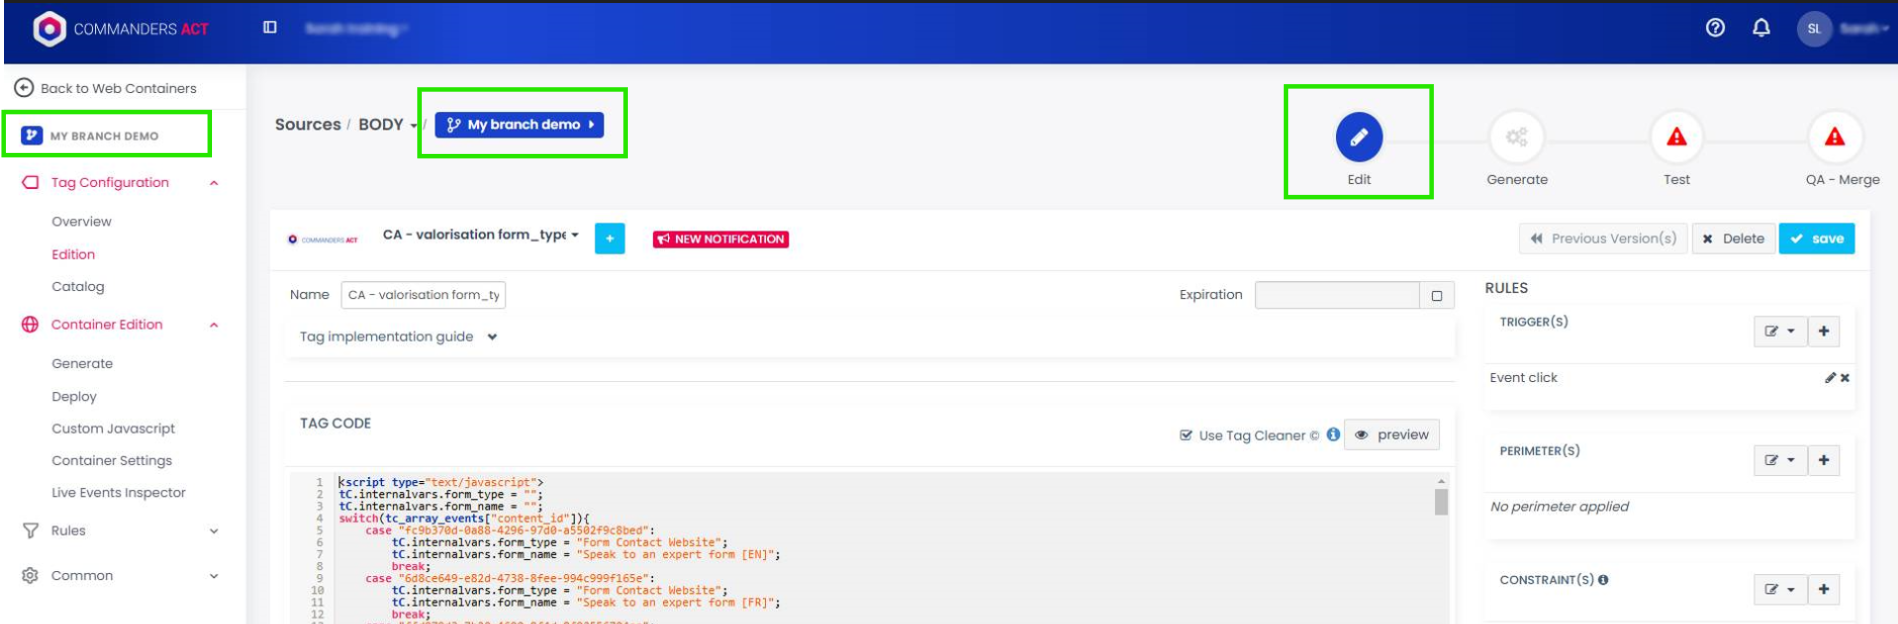 COMMANDERS ACT
SL
Back to Web Containers
MY BRANCH DEMO
Sources / BODY / My branch demo
Edit
Generate
Test
QA - Merge
Tag Configuration
Overview
Edition
Catalog
Container Edition
Generate
Deploy
Custom Javascript
Container Settings
Live Events Inspector
Rules
Common
COMMANDERS ACT
CA - valorisation form_type
+
NEW NOTIFICATION
Previous Version(s)
Delete
save
Name
CA - valorisation form_ty
Expiration
Tag implementation guide
TAG CODE
Use Tag Cleaner ©
preview
1 <script type="text/javascript">
2 tC.internalvars.form_type = "";
3 tC.internalvars.form_name = "";
4 switch(tc_array_events["content_id"]){
5 case "fc9b370d-0a88-4296-97d0-a5502f9c8bed":
6 tC.internalvars.form_type = "Form Contact Website";
7 tC.internalvars.form_name = "Speak to an expert form [EN]";
8 break;
9 case "6d8ce649-e82d-4738-8fee-994c999f165e":
10 tC.internalvars.form_type = "Form Contact Website";
11 tC.internalvars.form_name = "Speak to an expert form [FR]";
12 break;
RULES
TRIGGER(S)
Event click
PERIMETER(S)
No perimeter applied
CONSTRAINT(S)